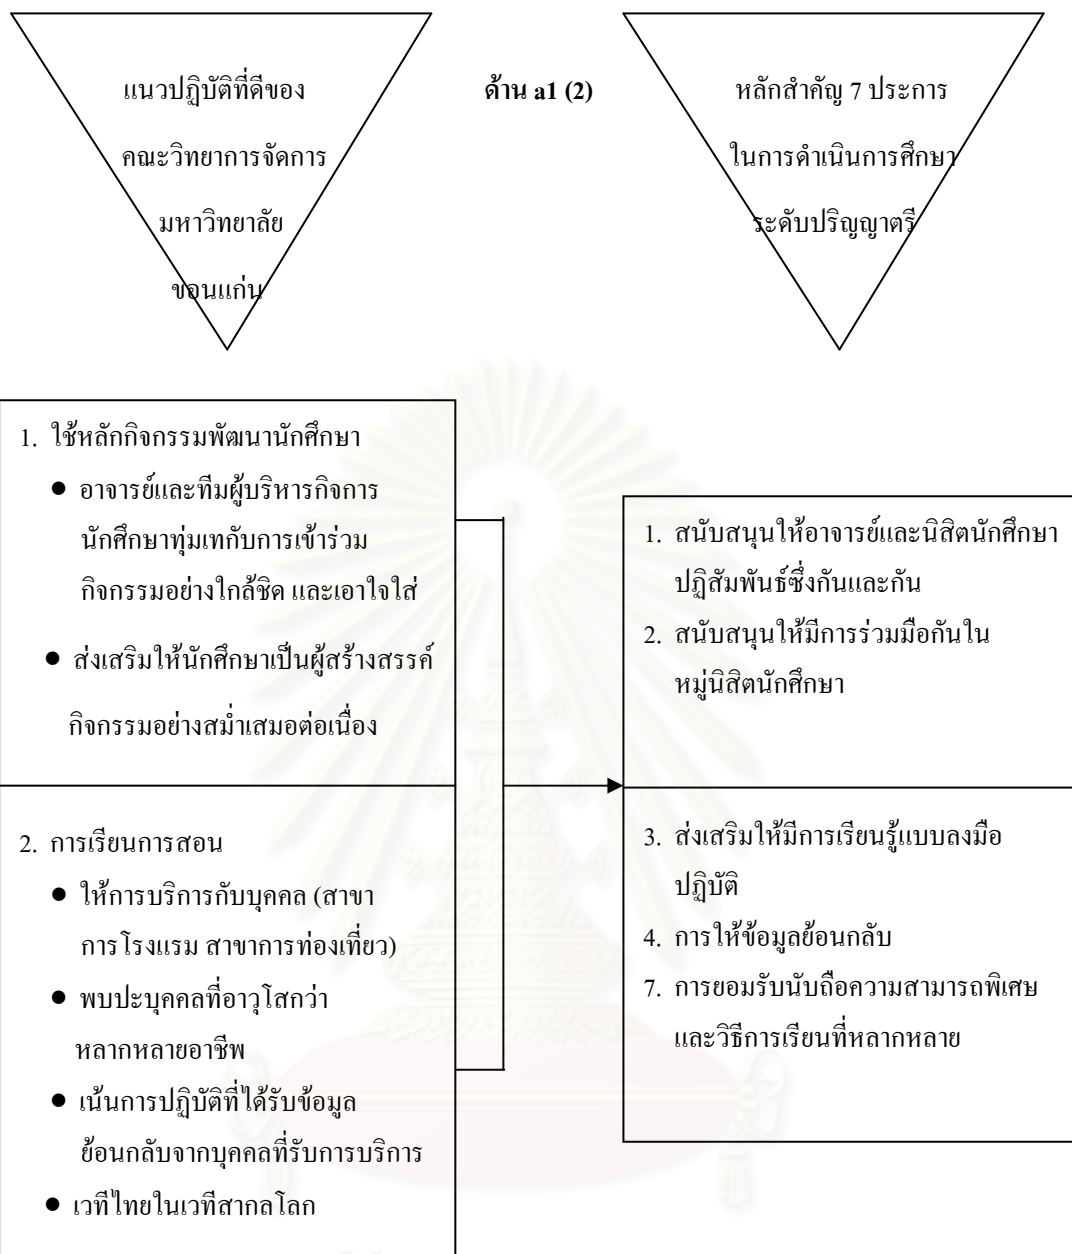 แนวปฏิบัติที่ดีของ
คณะวิทยาการจัดการ
มหาวิทยาลัย
ขอนแก่น
ด้าน a1 (2)
หลักสำคัญ 7 ประการ
ในการดำเนินการศึกษา
ระดับปริญญาตรี
1. ใช้หลักกิจกรรมพัฒนานักศึกษา
● อาจารย์และทีมผู้บริหารกิจการ
นักศึกษาทุ่มเทกับการเข้าร่วม
กิจกรรมอย่างใกล้ชิด และเอาใจใส่
● ส่งเสริมให้นักศึกษาเป็นผู้สร้างสรรค์
กิจกรรมอย่างสม่ำเสมอต่อเนื่อง
2. การเรียนการสอน
● ให้การบริการกับบุคคล (สาขา
การโรงแรม สาขาการท่องเที่ยว)
● พบปะบุคคลที่อาวุโสกว่า
หลากหลายอาชีพ
● เน้นการปฏิบัติที่ได้รับข้อมูล
ย้อนกลับจากบุคคลที่รับการบริการ
● เวทีไทยในเวทีสากลโลก
1. สนับสนุนให้อาจารย์และนิสิตนักศึกษา
ปฏิสัมพันธ์ซึ่งกันและกัน
2. สนับสนุนให้มีการร่วมมือกันใน
หมู่นิสิตนักศึกษา
3. ส่งเสริมให้มีการเรียนรู้แบบลงมือ
ปฏิบัติ
4. การให้ข้อมูลย้อนกลับ
7. การยอมรับนับถือความสามารถพิเศษ
และวิธีการเรียนที่หลากหลาย